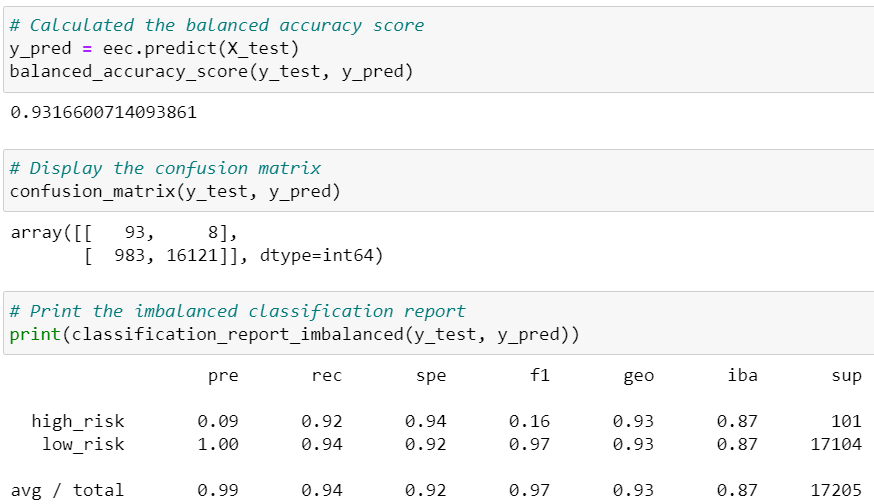 # Calculated the balanced accuracy score
y_pred = eec.predict(X_test)
balanced_accuracy_score(y_test, y_pred)
0.9316600714093861
# Display the confusion matrix
confusion_matrix(y_test, y_pred)
array([[   93,     8],
       [  983, 16121]], dtype=int64)
# Print the imbalanced classification report
print(classification_report_imbalanced(y_test, y_pred))
                   pre       rec       spe        f1       geo       iba       sup
  high_risk       0.09      0.92      0.94      0.16      0.93      0.87       101
   low_risk       1.00      0.94      0.92      0.97      0.93      0.87     17104
avg / total       0.99      0.94      0.92      0.97      0.93      0.87     17205